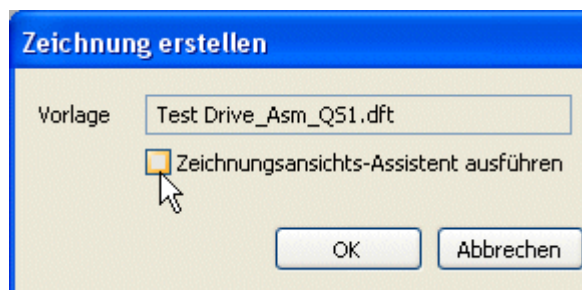 Zeichnung erstellen
Vorlage Test Drive_Asm_QS1.dft
Zeichnungsansichts-Assistent ausführen
OK Abbrechen